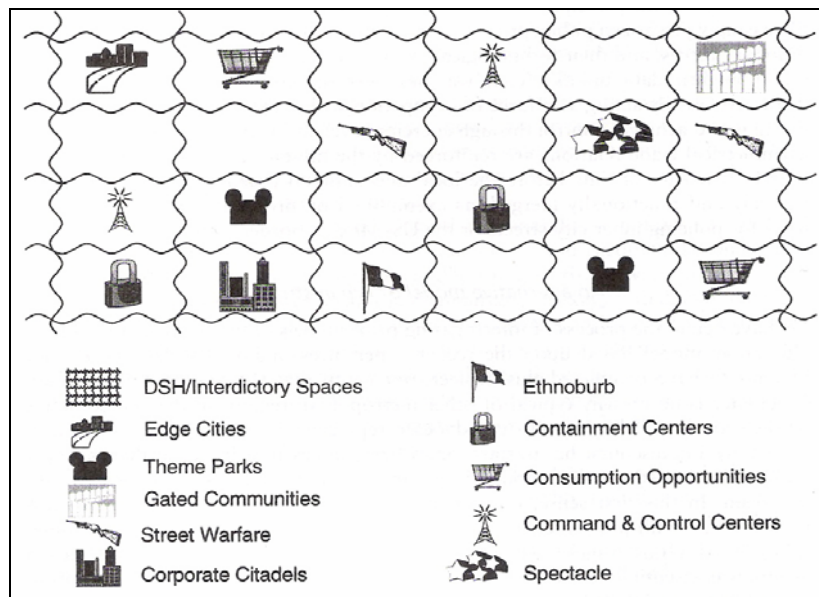 DSH/Interdictory Spaces
Edge Cities
Theme Parks
Gated Communities
Street Warfare
Corporate Citadels
Ethnoburb
Containment Centers
Consumption Opportunities
Command & Control Centers
Spectacle